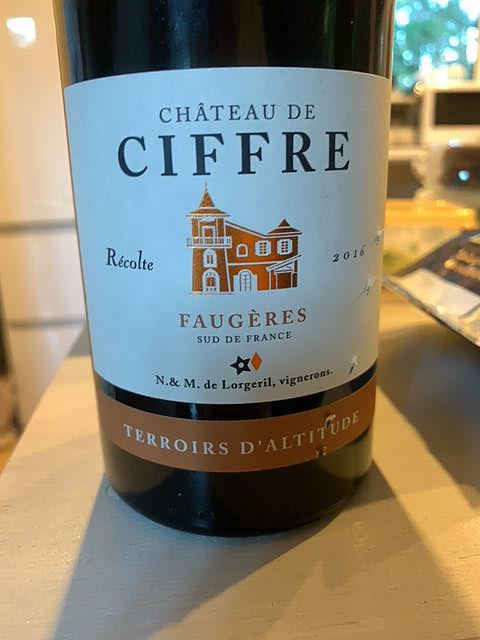 CHÂTEAU DE
CIFFRE
Récolte 2016
FAUGÈRES
SUD DE FRANCE
N.& M. de Lorgeril, vignerons.
TERROIRS D'ALTITUDE